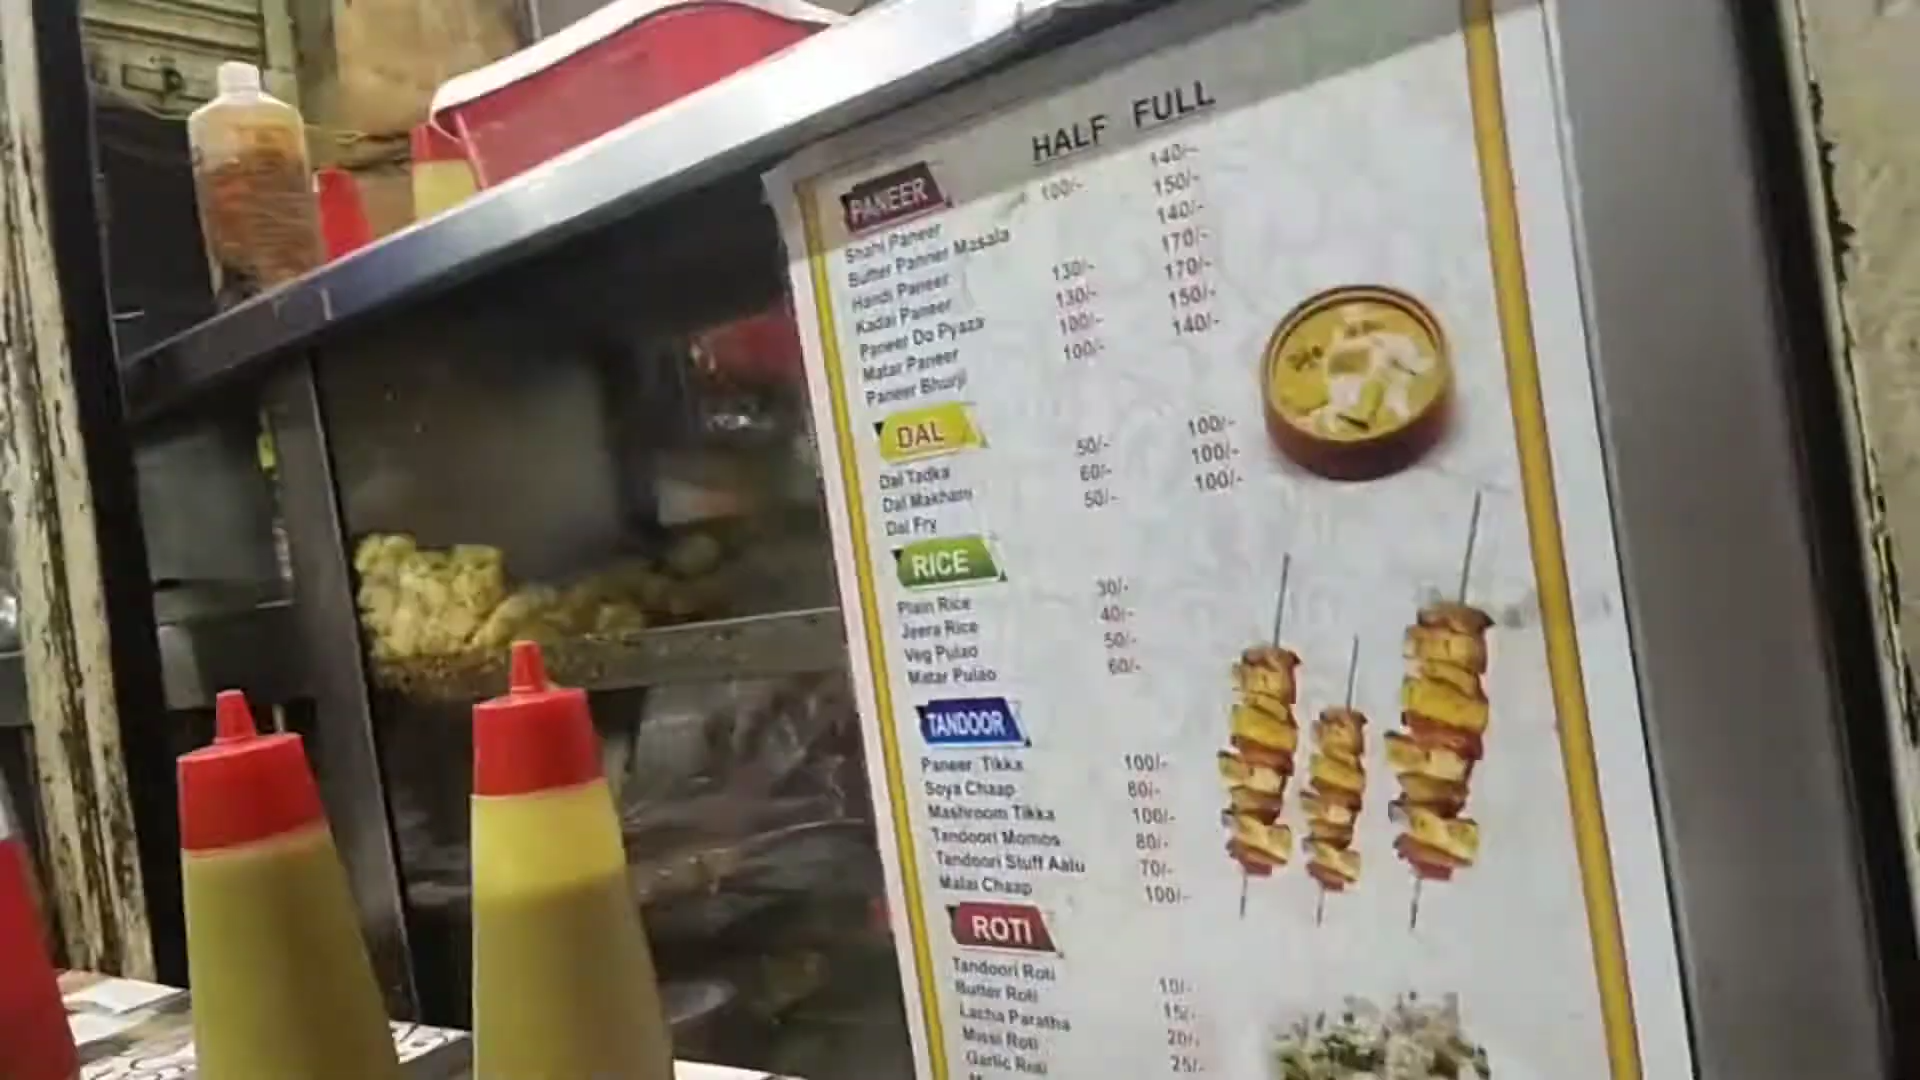 HALF FULL
PANEER
Shahi Paneer 100/- 140/-
Butter Panner Masala 150/-
Handi Paneer 140/-
Kadai Paneer 130/- 170/-
Paneer Do Pyaza 130/- 170/-
Matar Paneer 100/- 150/-
Paneer Bhurji 100/- 140/-
DAL
Dal Tadka 50/- 100/-
Dal Makhani 60/- 100/-
Dal Fry 50/- 100/-
RICE
Plain Rice 30/-
Jeera Rice 40/-
Veg Pulao 50/-
Matar Pulao 60/-
TANDOOR
Paneer Tikka 100/-
Soya Chaap 80/-
Mashroom Tikka 100/-
Tandoori Momos 80/-
Tandoori Stuff Aalu 70/-
Malai Chaap 100/-
ROTI
Tandoori Roti 10/-
Butter Roti 15/-
Lacha Paratha 20/-
Missi Roti 25/-
Garlic Roti